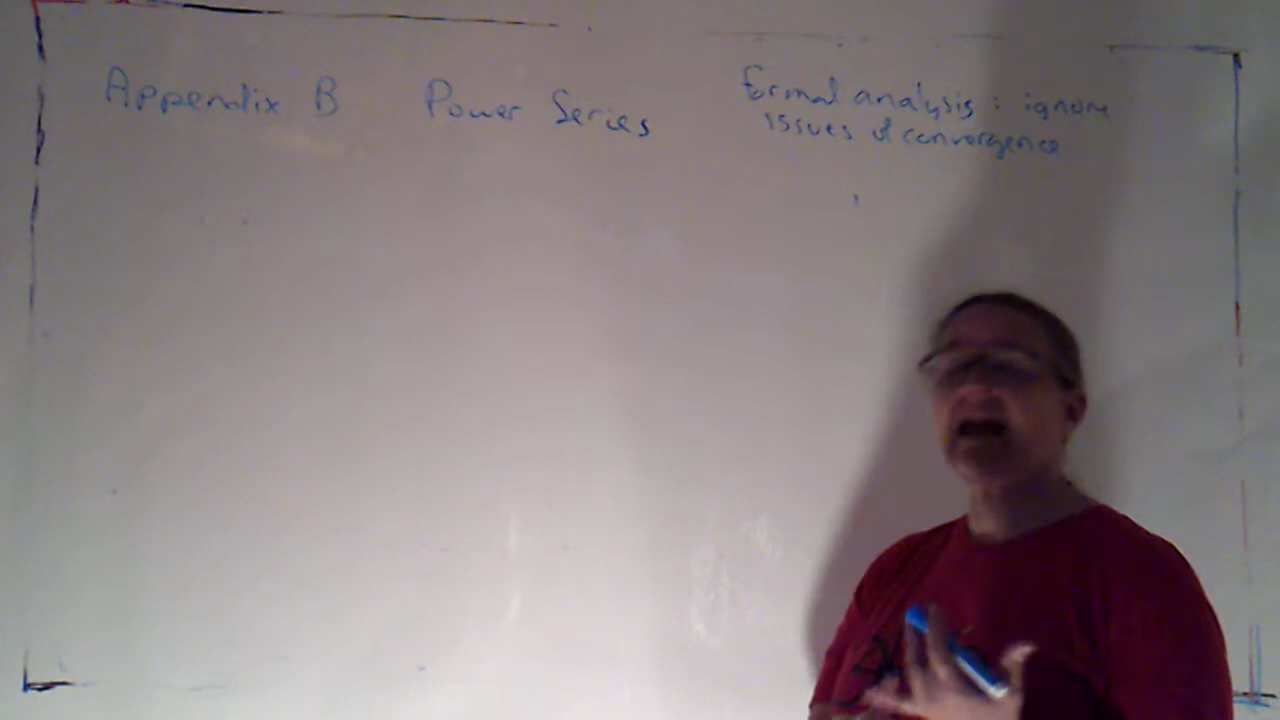 Appendix B Power Series
formal analysis : ignore
issues of convergence